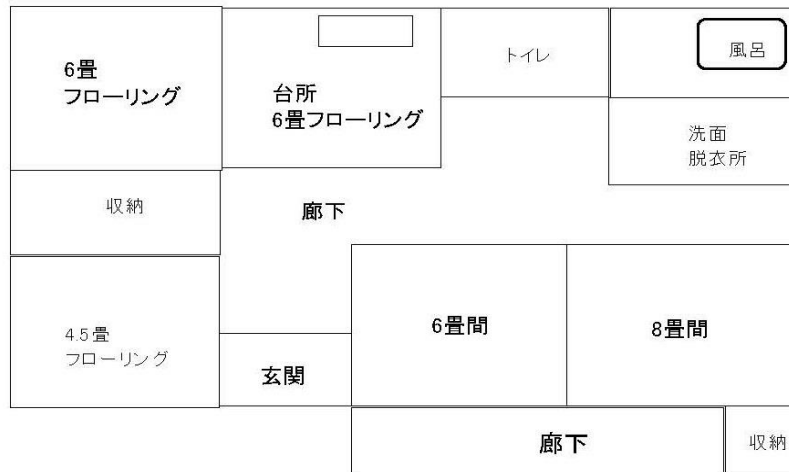 6畳
フローリング
台所
6畳フローリング
トイレ
風呂
洗面
脱衣所
収納
廊下
4.5畳
フローリング
玄関
6畳間
8畳間
廊下
収納